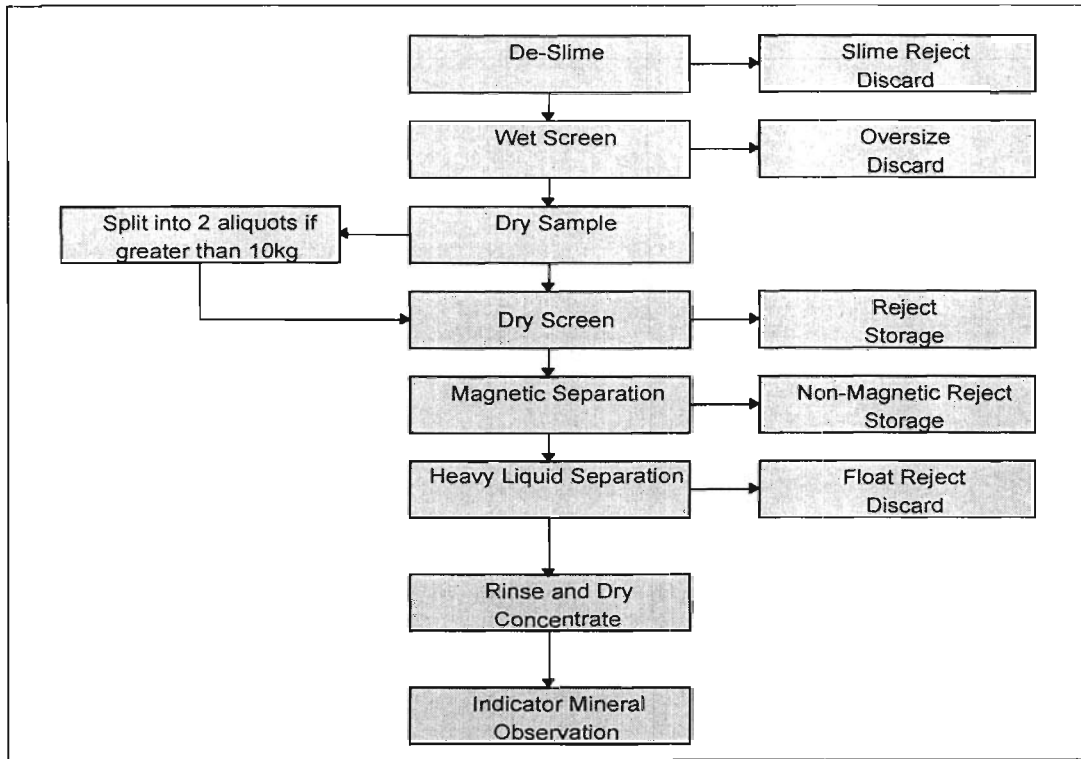 De-Slime
Slime Reject
Discard
Wet Screen
Oversize
Discard
Split into 2 aliquots if
greater than 10kg
Dry Sample
Dry Screen
Reject
Storage
Magnetic Separation
Non-Magnetic Reject
Storage
Heavy Liquid Separation
Float Reject
Discard
Rinse and Dry
Concentrate
Indicator Mineral
Observation